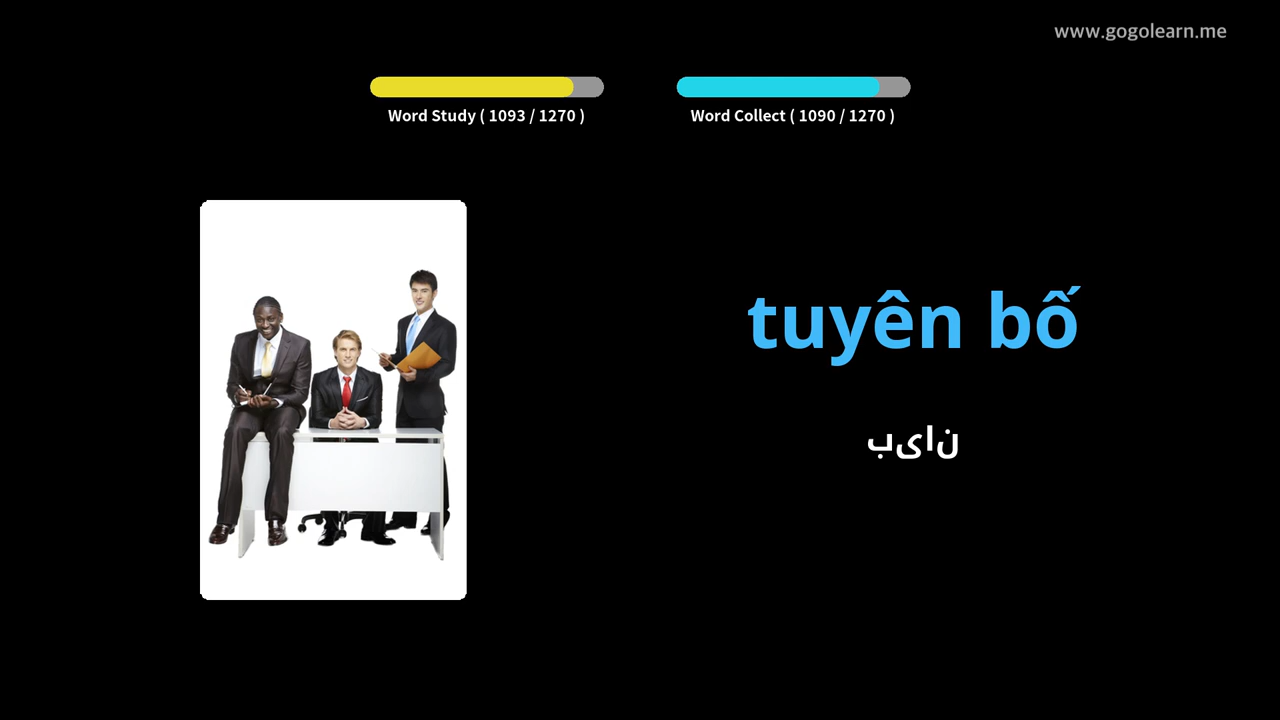 www.gogolearn.me
Word Study ( 1093 / 1270 )
Word Collect ( 1090 / 1270 )
tuyên bố
بیان